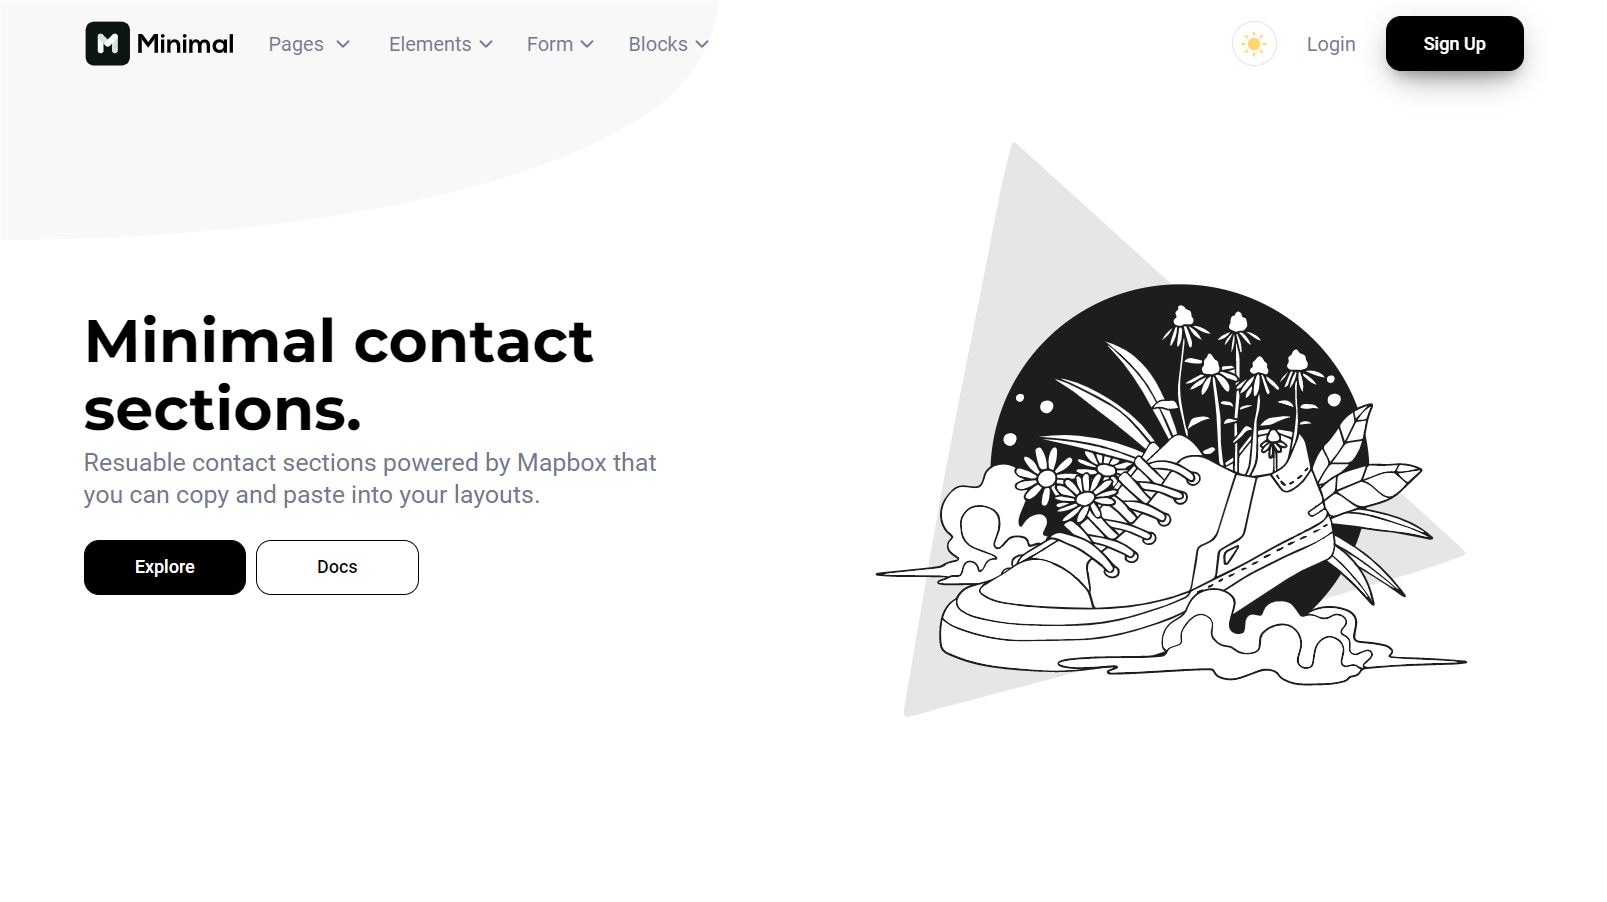 M Minimal Pages Elements Form Blocks Login Sign Up
Minimal contact
sections.
Resuable contact sections powered by Mapbox that
you can copy and paste into your layouts.
Explore Docs